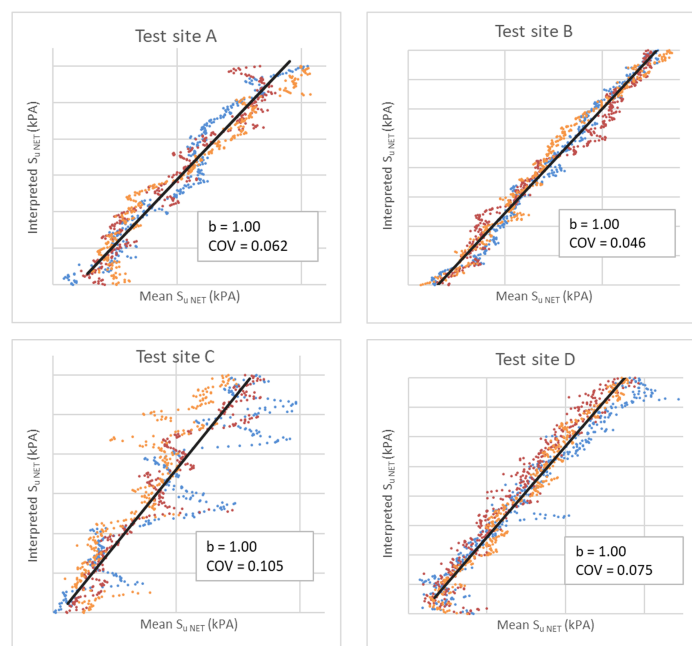 Test site A
Interpreted Su NET (kPA)
b = 1.00
COV = 0.062
Mean Su NET (kPA)
Test site B
Interpreted Su NET (kPA)
b = 1.00
COV = 0.046
Mean Su NET (kPA)
Test site C
Interpreted Su NET (kPA)
b = 1.00
COV = 0.105
Mean Su NET (kPA)
Test site D
Interpreted Su NET (kPA)
b = 1.00
COV = 0.075
Mean Su NET (kPA)